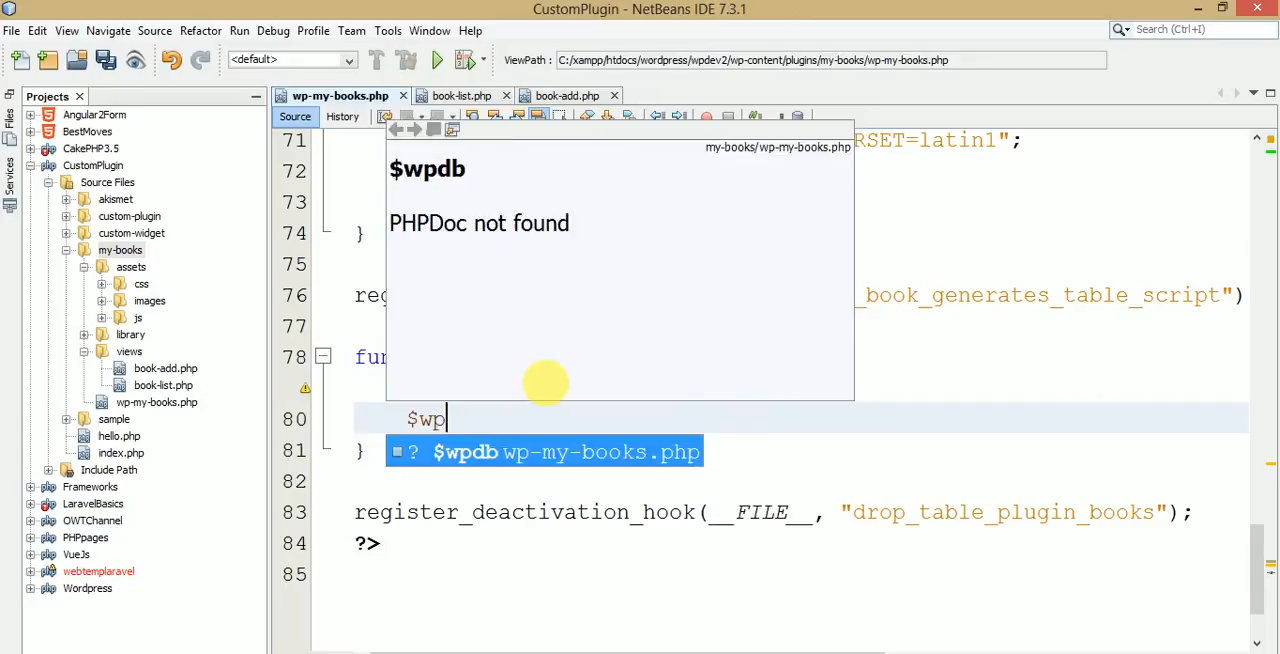 CustomPlugin - NetBeans IDE 7.3.1
File Edit View Navigate Source Refactor Run Debug Profile Team Tools Window Help
Search (Ctrl+I)
<default>
ViewPath : C:/xampp/htdocs/wordpress/wpdev2/wp-content/plugins/my-books/wp-my-books.php
Files
Services
Projects
Angular2Form
BestMoves
CakePHP3.5
CustomPlugin
Source Files
akismet
custom-plugin
custom-widget
my-books
assets
css
images
js
library
views
book-add.php
book-list.php
wp-my-books.php
sample
hello.php
index.php
Include Path
Frameworks
LaravelBasics
OWTChannel
PHPpages
VueJs
webtemplaravel
Wordpress
wp-my-books.php book-list.php book-add.php
Source History
my-books/wp-my-books.php
$wpdb
PHPDoc not found
71 RSET=latin1";
72
73
74 }
75
76 reg _book_generates_table_script")
77
78 fun
80 $wp
? $wpdb wp-my-books.php
81 }
82
83 register_deactivation_hook(__FILE__, "drop_table_plugin_books");
84 ?>
85